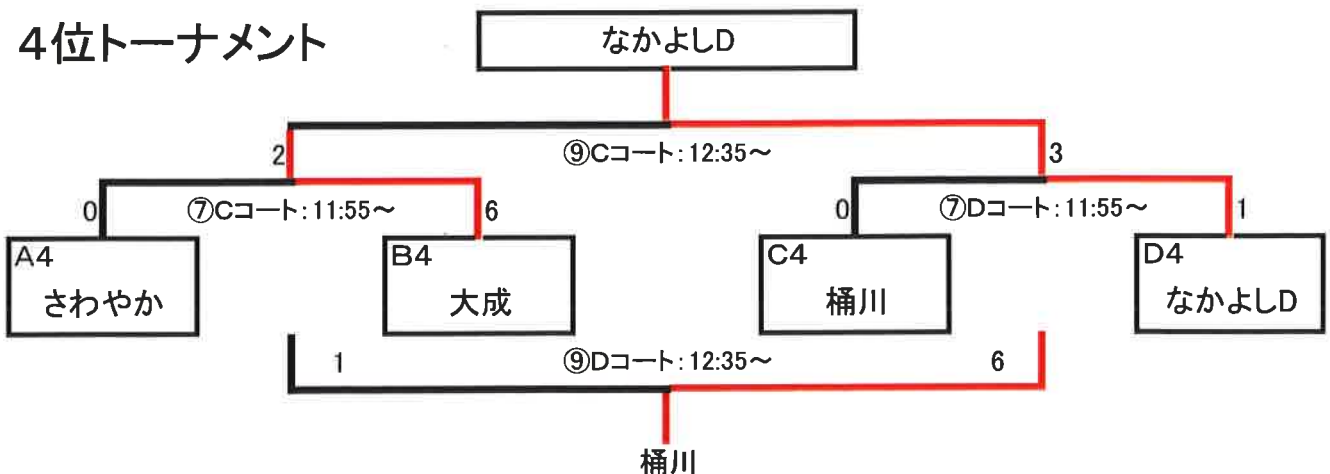 4位トーナメント
なかよしD
2
⑨Cコート:12:35~
3
0
⑦Cコート:11:55~
6
0
⑦Dコート:11:55~
1
A4
さわやか
B4
大成
C4
桶川
D4
なかよしD
1
⑨Dコート:12:35~
6
桶川